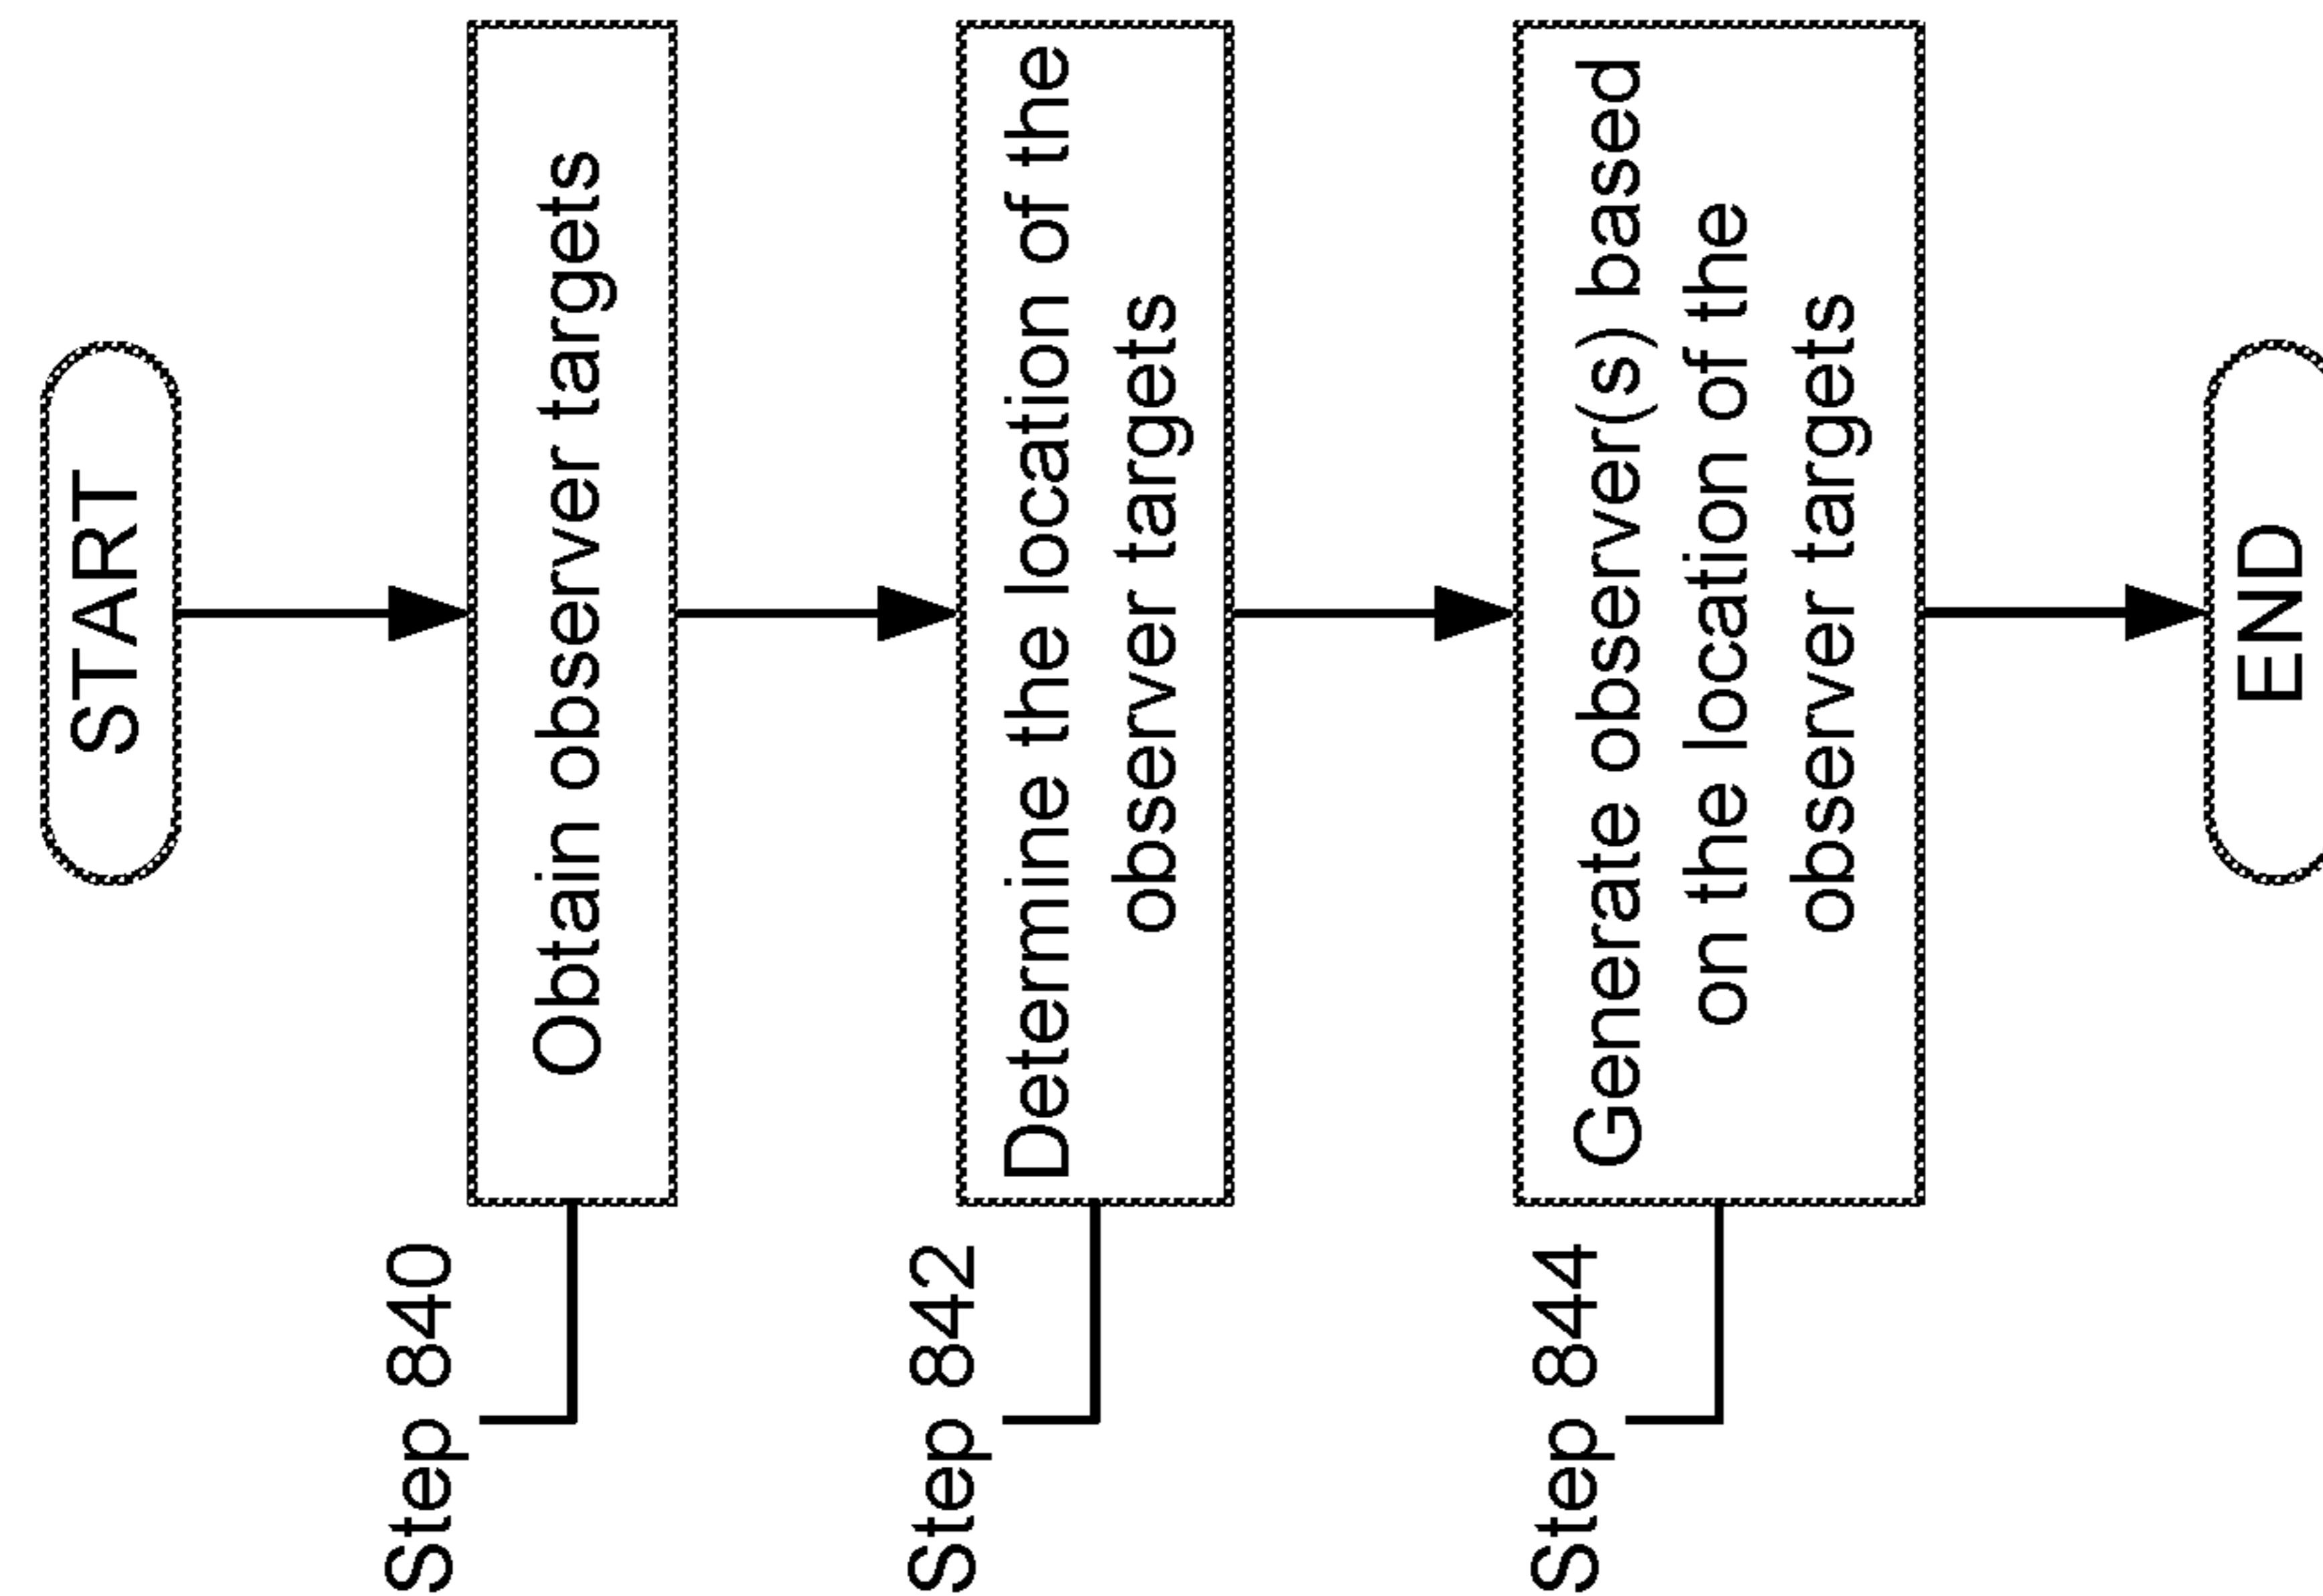 START
Step 840
Obtain observer targets
Step 842
Determine the location of the
observer targets
Step 844
Generate observer(s) based
on the location of the
observer targets
END